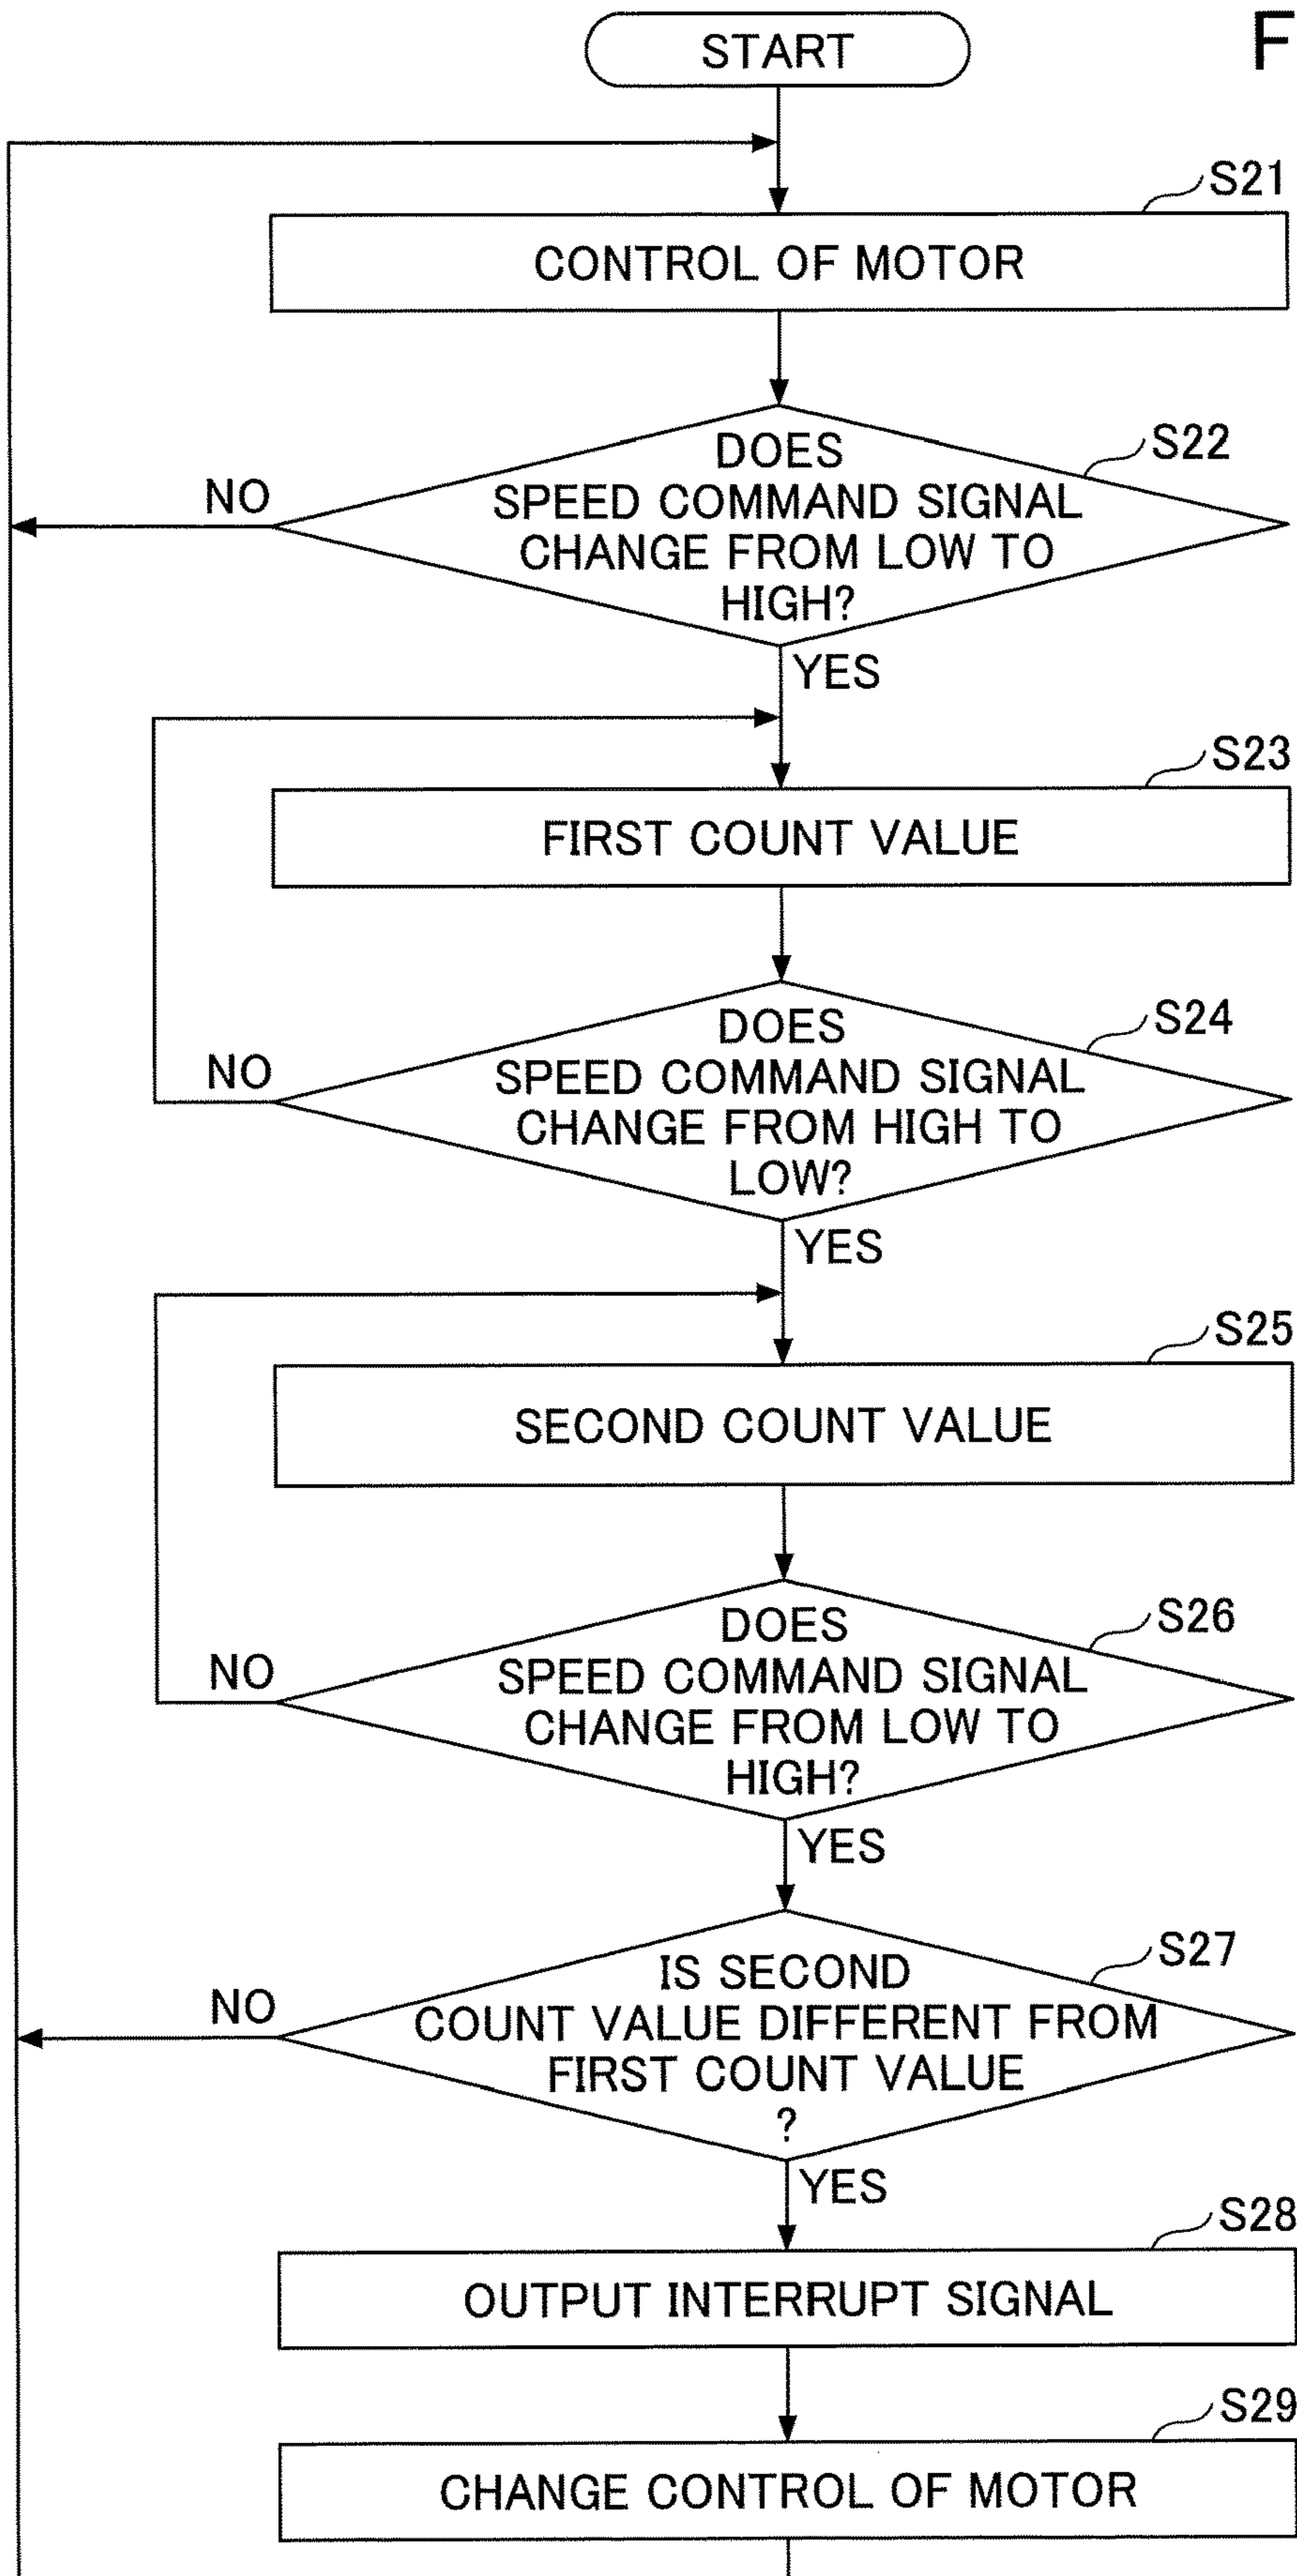 START
F
S21
CONTROL OF MOTOR
S22
DOES
SPEED COMMAND SIGNAL
CHANGE FROM LOW TO
HIGH?
NO
YES
S23
FIRST COUNT VALUE
S24
DOES
SPEED COMMAND SIGNAL
CHANGE FROM HIGH TO
LOW?
NO
YES
S25
SECOND COUNT VALUE
S26
DOES
SPEED COMMAND SIGNAL
CHANGE FROM LOW TO
HIGH?
NO
YES
S27
IS SECOND
COUNT VALUE DIFFERENT FROM
FIRST COUNT VALUE
?
NO
YES
S28
OUTPUT INTERRUPT SIGNAL
S29
CHANGE CONTROL OF MOTOR